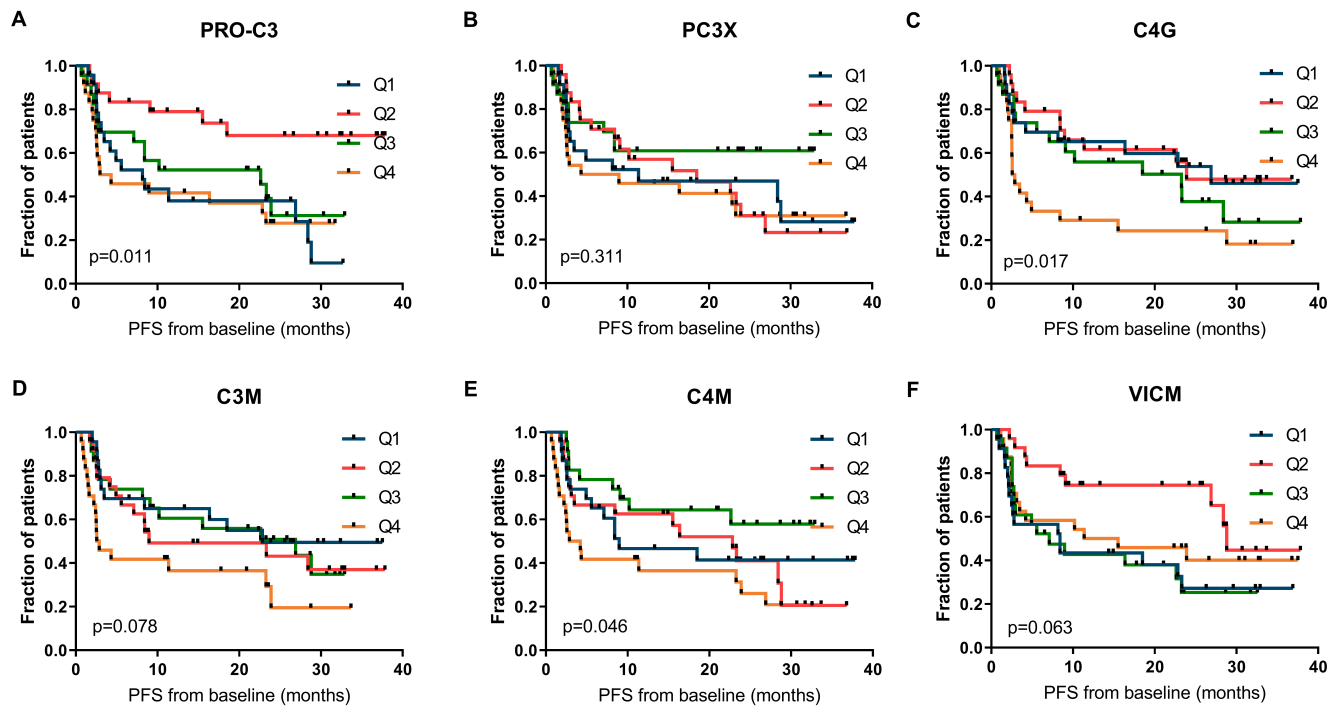 A
PRO-C3
1.0
0.8
0.6
0.4
0.2
0.0
0
10
20
30
40
Fraction of patients
PFS from baseline (months)
Q1
Q2
Q3
Q4
p=0.011
B
PC3X
1.0
0.8
0.6
0.4
0.2
0.0
0
10
20
30
40
Fraction of patients
PFS from baseline (months)
Q1
Q2
Q3
Q4
p=0.311
C
C4G
1.0
0.8
0.6
0.4
0.2
0.0
0
10
20
30
40
Fraction of patients
PFS from baseline (months)
Q1
Q2
Q3
Q4
p=0.017
D
C3M
1.0
0.8
0.6
0.4
0.2
0.0
0
10
20
30
40
Fraction of patients
PFS from baseline (months)
Q1
Q2
Q3
Q4
p=0.078
E
C4M
1.0
0.8
0.6
0.4
0.2
0.0
0
10
20
30
40
Fraction of patients
PFS from baseline (months)
Q1
Q2
Q3
Q4
p=0.046
F
VICM
1.0
0.8
0.6
0.4
0.2
0.0
0
10
20
30
40
Fraction of patients
PFS from baseline (months)
Q1
Q2
Q3
Q4
p=0.063